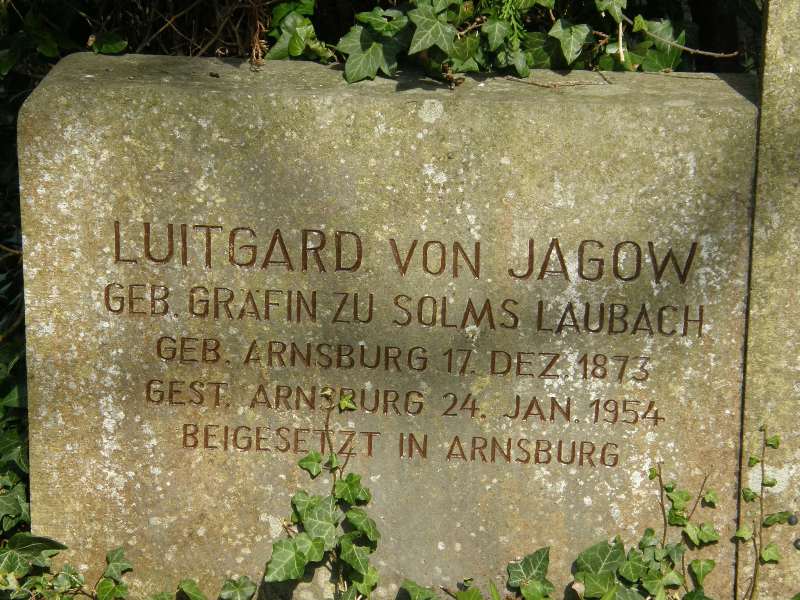 LUITGARD VON JAGOW
GEB. GRÄFIN ZU SOLMS LAUBACH
GEB. ARNSBURG 17. DEZ. 1873
GEST. ARNSBURG 24. JAN. 1954
BEIGESETZT IN ARNSBURG